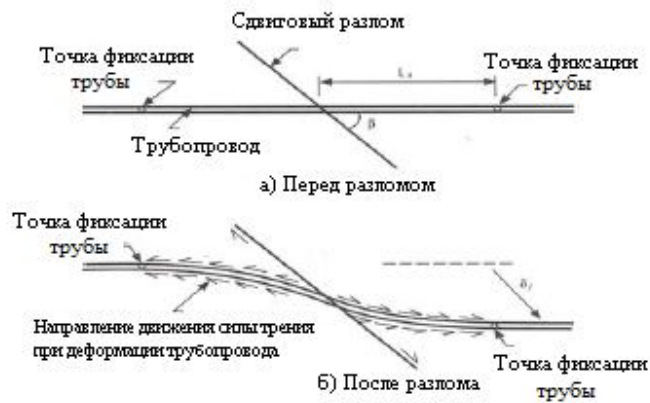 Сдвиговый разлом
Точка фиксации
трубы
Точка фиксации
трубы
β
Трубопровод
а) Перед разломом
Точка фиксации
трубы
Направление движения силы трения
при деформации трубопровода
Точка фиксации
трубы
б) После разлома